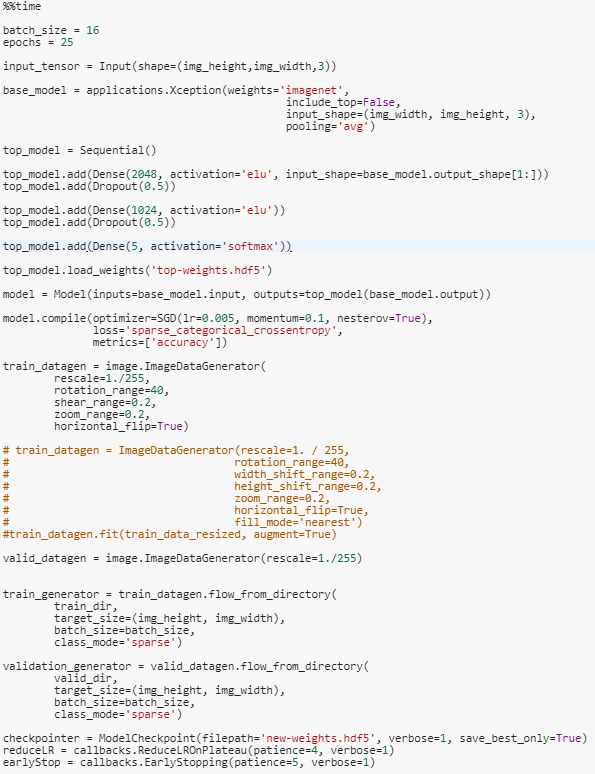 %%time
batch_size = 16
epochs = 25
input_tensor = Input(shape=(img_height,img_width,3))
base_model = applications.Xception(weights='imagenet',
include_top=False,
input_shape=(img_width, img_height, 3),
pooling='avg')
top_model = Sequential()
top_model.add(Dense(2048, activation='elu', input_shape=base_model.output_shape[1:]))
top_model.add(Dropout(0.5))
top_model.add(Dense(1024, activation='elu'))
top_model.add(Dropout(0.5))
top_model.add(Dense(5, activation='softmax'))
top_model.load_weights('top-weights.hdf5')
model = Model(inputs=base_model.input, outputs=top_model(base_model.output))
model.compile(optimizer=SGD(lr=0.005, momentum=0.1, nesterov=True),
loss='sparse_categorical_crossentropy',
metrics=['accuracy'])
train_datagen = image.ImageDataGenerator(
rescale=1./255,
rotation_range=40,
shear_range=0.2,
zoom_range=0.2,
horizontal_flip=True)
# train_datagen = ImageDataGenerator(rescale=1. / 255,
# rotation_range=40,
# width_shift_range=0.2,
# height_shift_range=0.2,
# zoom_range=0.2,
# horizontal_flip=True,
# fill_mode='nearest')
#train_datagen.fit(train_data_resized, augment=True)
valid_datagen = image.ImageDataGenerator(rescale=1./255)
train_generator = train_datagen.flow_from_directory(
train_dir,
target_size=(img_height, img_width),
batch_size=batch_size,
class_mode='sparse')
validation_generator = valid_datagen.flow_from_directory(
valid_dir,
target_size=(img_height, img_width),
batch_size=batch_size,
class_mode='sparse')
checkpointer = ModelCheckpoint(filepath='new-weights.hdf5', verbose=1, save_best_only=True)
reduceLR = callbacks.ReduceLROnPlateau(patience=4, verbose=1)
earlyStop = callbacks.EarlyStopping(patience=5, verbose=1)